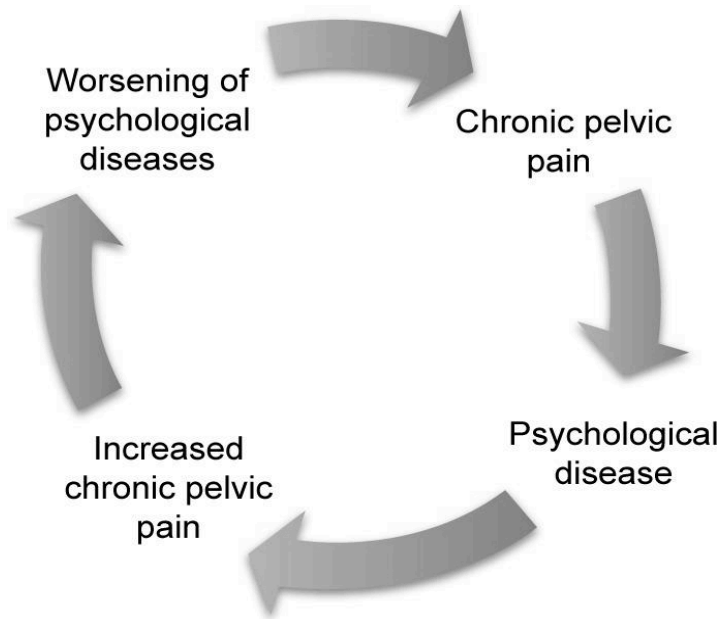 Worsening of
psychological
diseases
Chronic pelvic
pain
Psychological
disease
Increased
chronic pelvic
pain